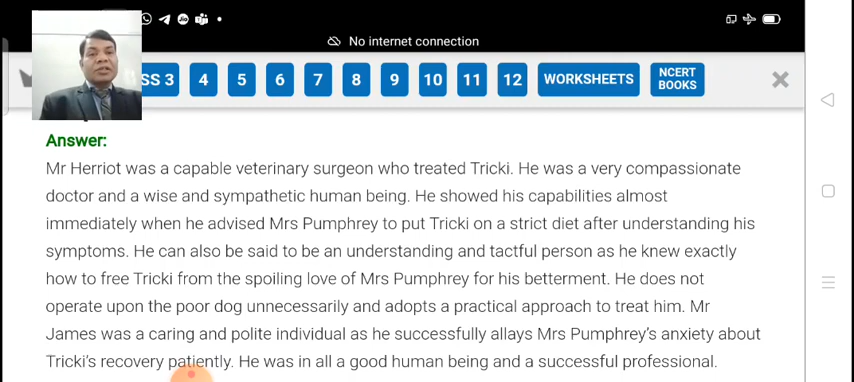 No internet connection
SS 3 4 5 6 7 8 9 10 11 12 WORKSHEETS NCERT BOOKS
Answer:
Mr Herriot was a capable veterinary surgeon who treated Tricki. He was a very compassionate
doctor and a wise and sympathetic human being. He showed his capabilities almost
immediately when he advised Mrs Pumphrey to put Tricki on a strict diet after understanding his
symptoms. He can also be said to be an understanding and tactful person as he knew exactly
how to free Tricki from the spoiling love of Mrs Pumphrey for his betterment. He does not
operate upon the poor dog unnecessarily and adopts a practical approach to treat him. Mr
James was a caring and polite individual as he successfully allays Mrs Pumphrey's anxiety about
Tricki's recovery patiently. He was in all a good human being and a successful professional.